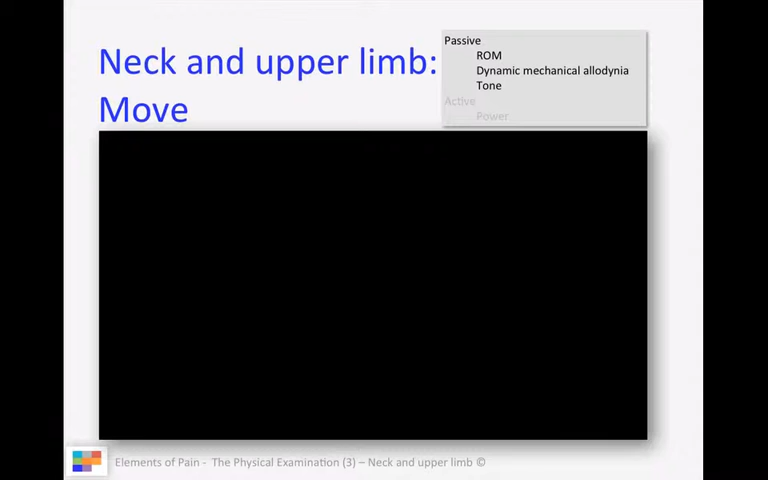 Neck and upper limb:
Move
Passive
ROM
Dynamic mechanical allodynia
Tone
Active
Power
Elements of Pain - The Physical Examination (3) – Neck and upper limb ©